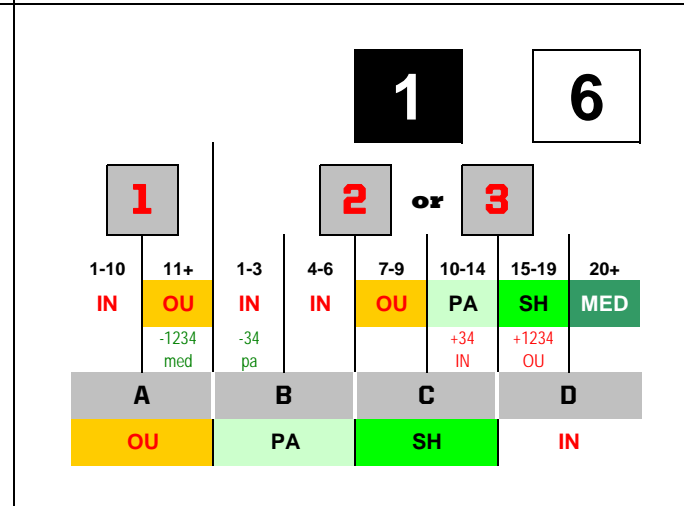 1 6
1 2 or 3
1-10 11+ 1-3 4-6 7-9 10-14 15-19 20+
IN OU IN IN OU PA SH MED
-1234 -34 +34 +1234
med pa IN OU
A B C D
OU PA SH IN